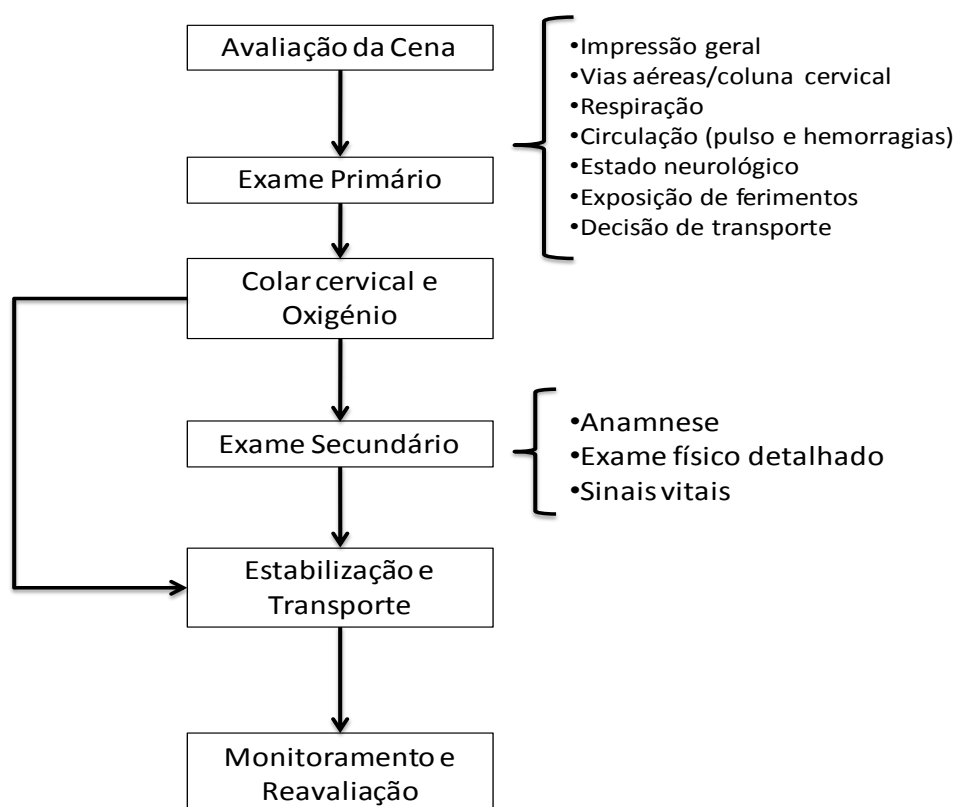 Avaliação da Cena
•Impressão geral
•Vias aéreas/coluna cervical
•Respiração
•Circulação (pulso e hemorragias)
•Estado neurológico
•Exposição de ferimentos
•Decisão de transporte
Exame Primário
Colar cervical e
Oxigénio
Exame Secundário
•Anamnese
•Exame físico detalhado
•Sinais vitais
Estabilização e
Transporte
Monitoramento e
Reavaliação